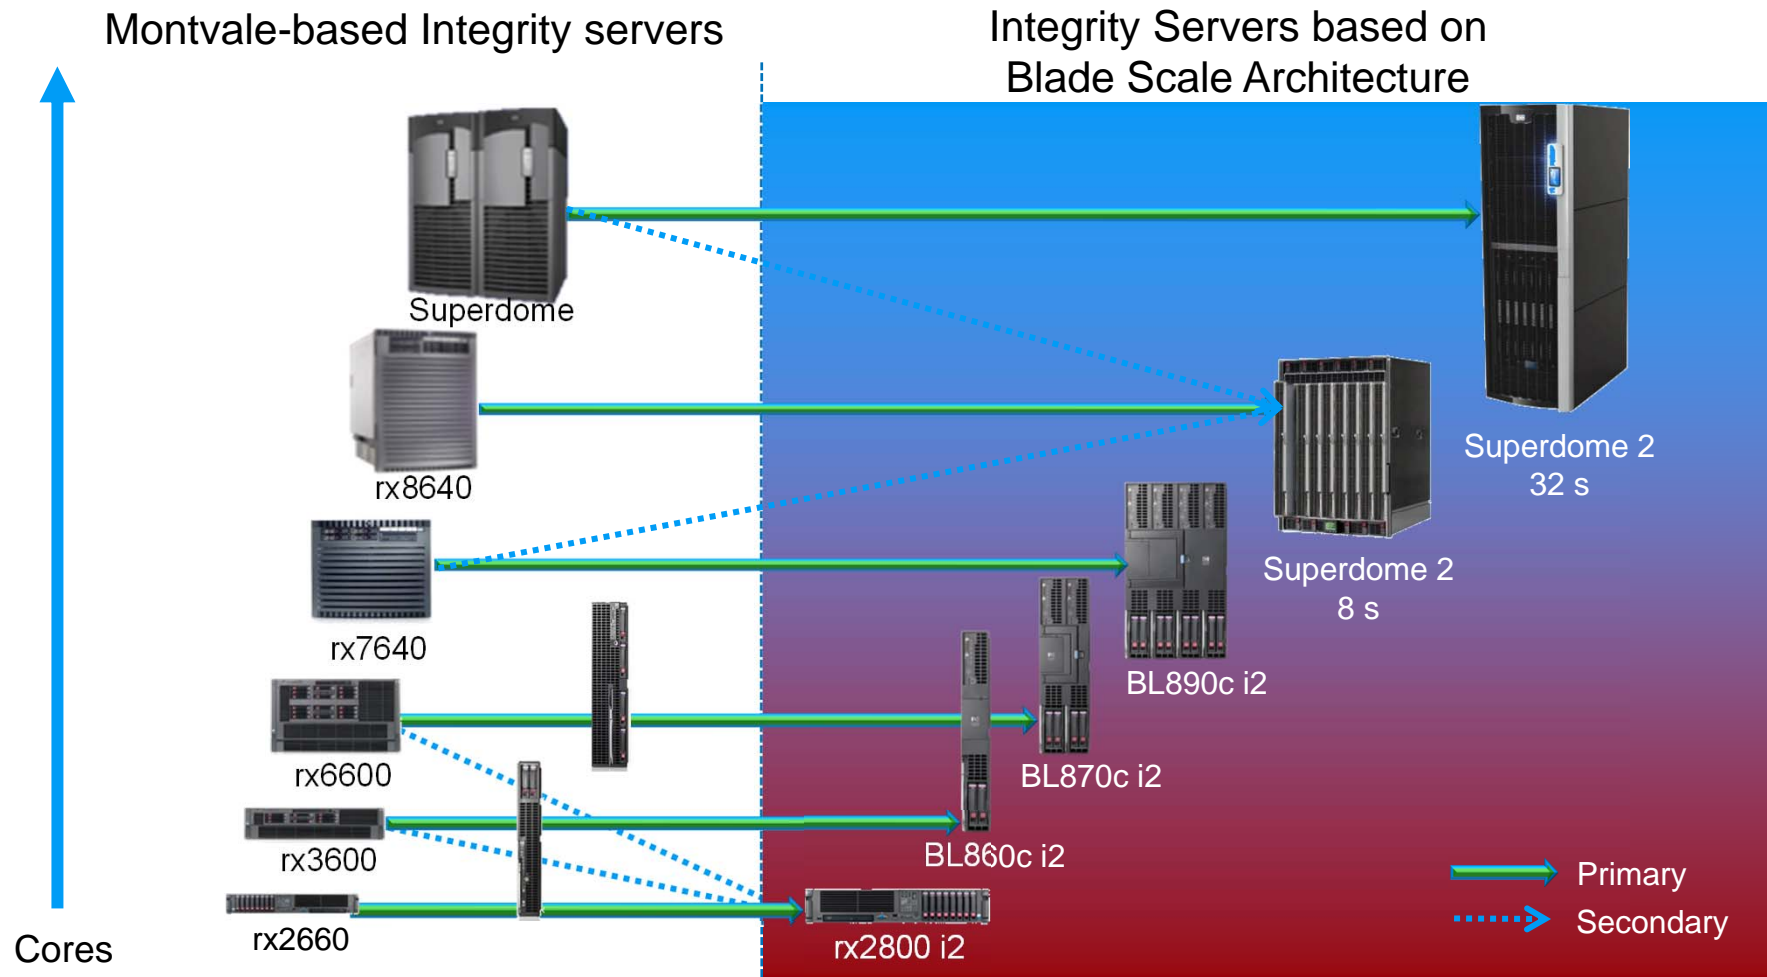 Montvale-based Integrity servers
Integrity Servers based on
Blade Scale Architecture
Superdome
rx8640
rx7640
rx6600
rx3600
rx2660
Cores
Superdome 2
32 s
Superdome 2
8 s
BL890c i2
BL870c i2
BL860c i2
rx2800 i2
Primary
Secondary